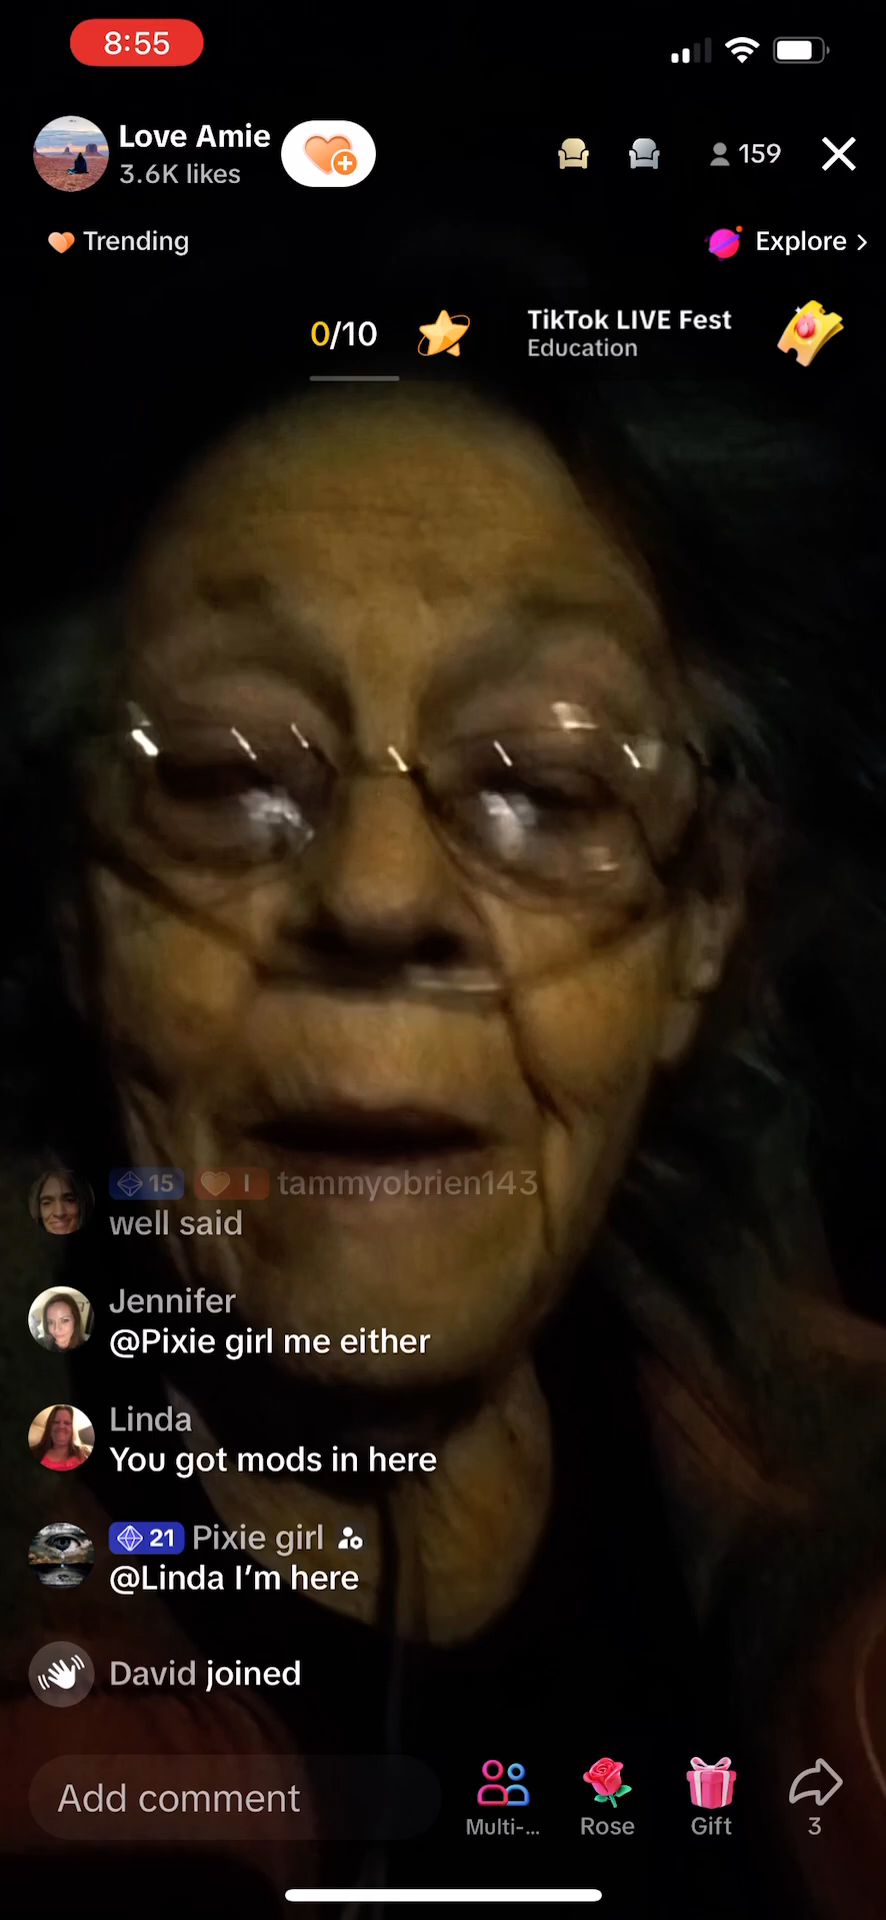 8:55
Love Amie
3.6K likes
159
Trending
Explore >
0/10
TikTok LIVE Fest
Education
15 I tammyobrien143
well said
Jennifer
@Pixie girl me either
Linda
You got mods in here
21 Pixie girl
@Linda I'm here
David joined
Add comment
Multi-...
Rose
Gift
3